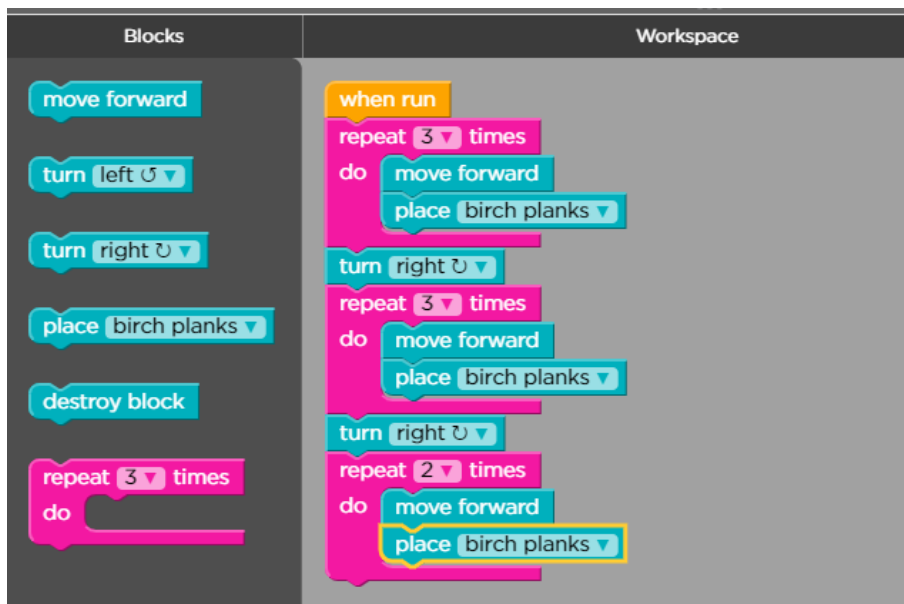 Blocks
Workspace
move forward
turn left ↺ ▼
turn right ↻ ▼
place birch planks ▼
destroy block
repeat 3 ▼ times
do
when run
repeat 3 ▼ times
do move forward
place birch planks ▼
turn right ↻ ▼
repeat 3 ▼ times
do move forward
place birch planks ▼
turn right ↻ ▼
repeat 2 ▼ times
do move forward
place birch planks ▼